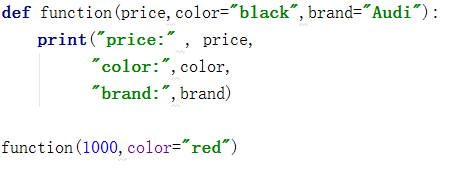 def function(price,color="black",brand="Audi"):
    print("price:" , price,
          "color:",color,
          "brand:",brand)

function(1000,color="red")